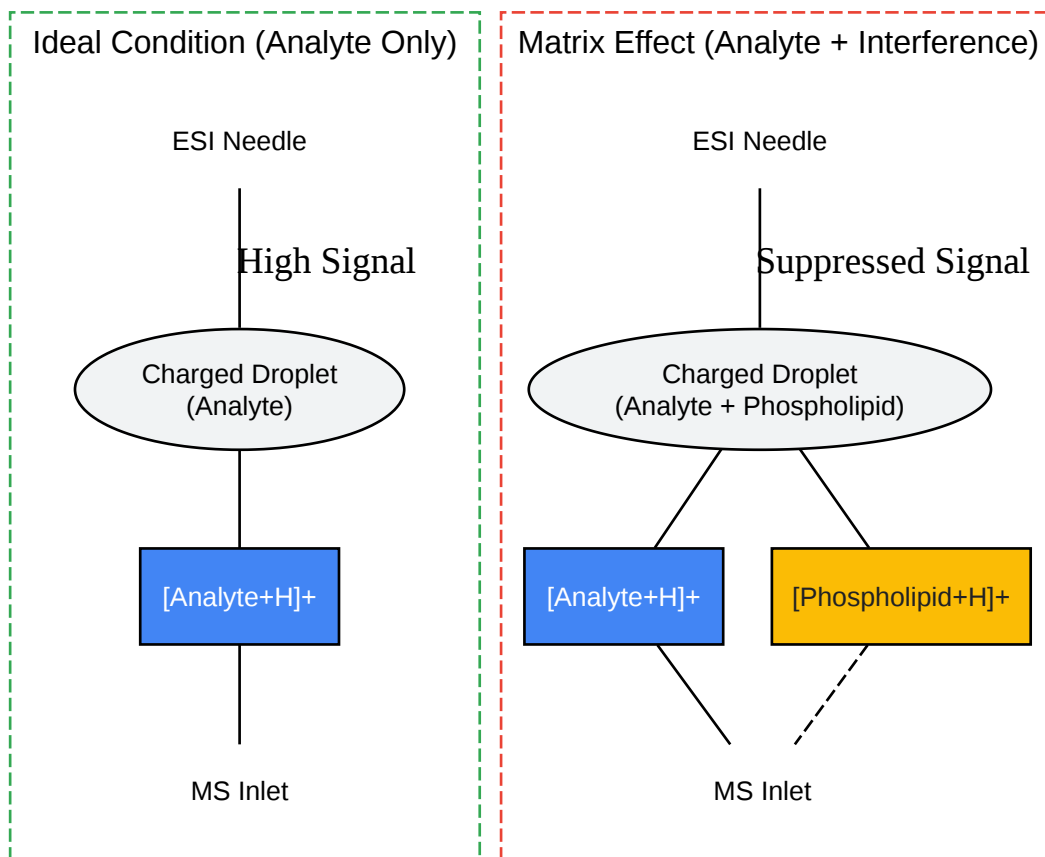 Ideal Condition (Analyte Only)
ESI Needle
High Signal
Charged Droplet
(Analyte)
[Analyte+H]+
MS Inlet
Matrix Effect (Analyte + Interference)
ESI Needle
Suppressed Signal
Charged Droplet
(Analyte + Phospholipid)
[Analyte+H]+
[Phospholipid+H]+
MS Inlet